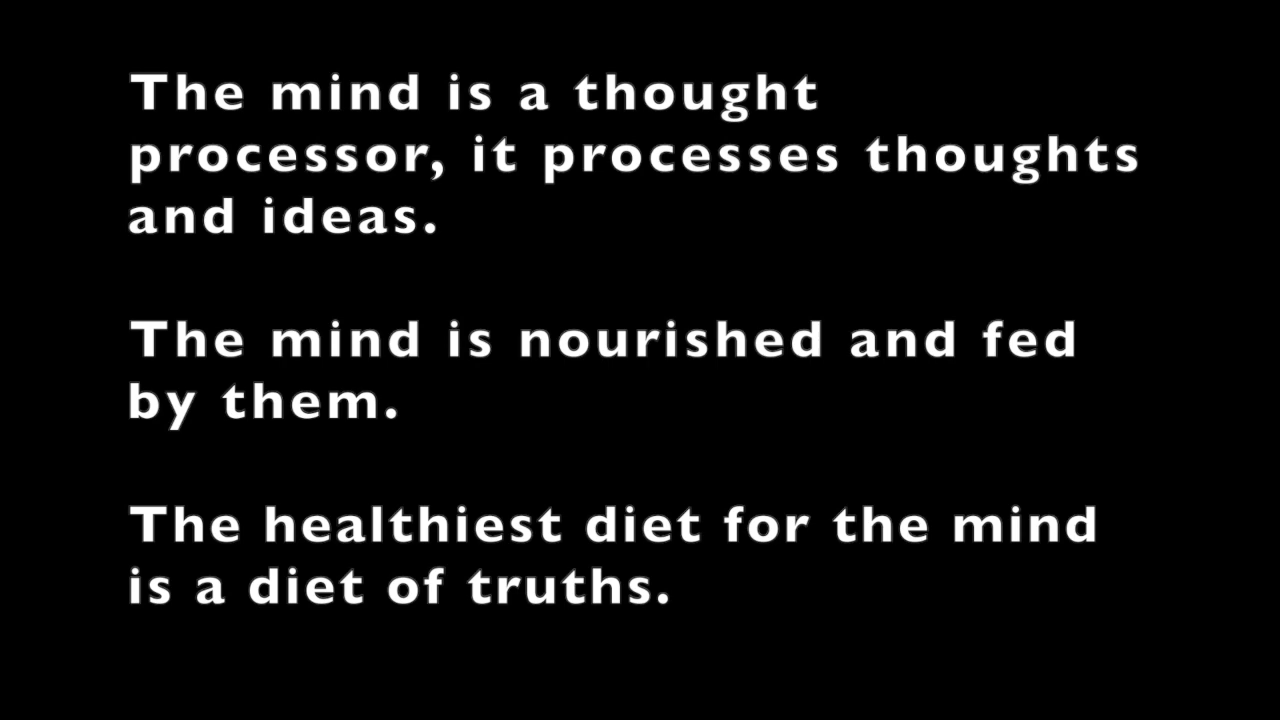 The mind is a thought
processor, it processes thoughts
and ideas.
The mind is nourished and fed
by them.
The healthiest diet for the mind
is a diet of truths.